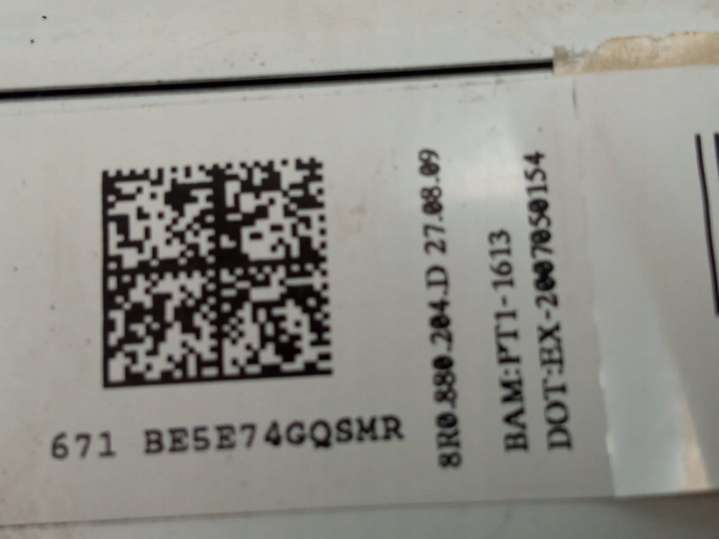 671 BE5E74GQSMR
8R0.880.204.D 27.08.09
BAM:PT1-1613
DOT:EX-2007050154